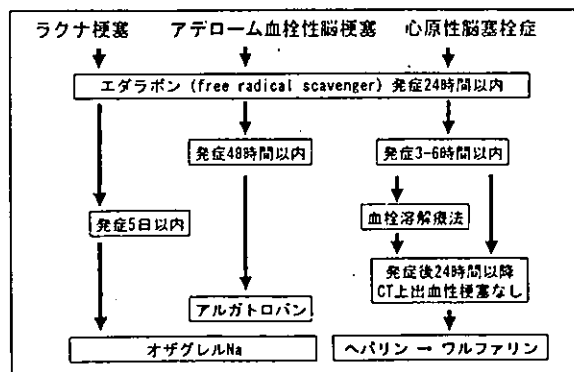 ラクナ梗塞 アデローム血栓性脳梗塞 心原性脳塞栓症
エダラボン (free radical scavenger) 発症24時間以内
発症48時間以内 発症3-6時間以内
発症5日以内 血栓溶解療法
発症後24時間以降
CT上出血性梗塞なし
アルガトロバン
オザグレルNa ヘパリン → ワルファリン